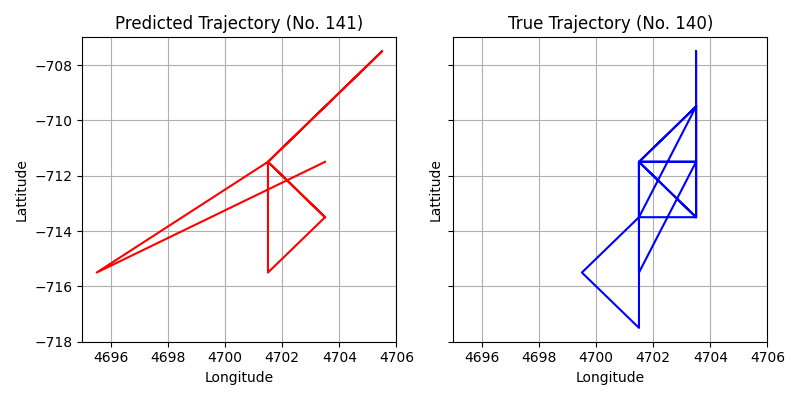 Predicted Trajectory (No. 141)
True Trajectory (No. 140)
Lattitude
−708
−710
−712
−714
−716
−718
4696 4698 4700 4702 4704 4706
Longitude
Lattitude
4696 4698 4700 4702 4704 4706
Longitude